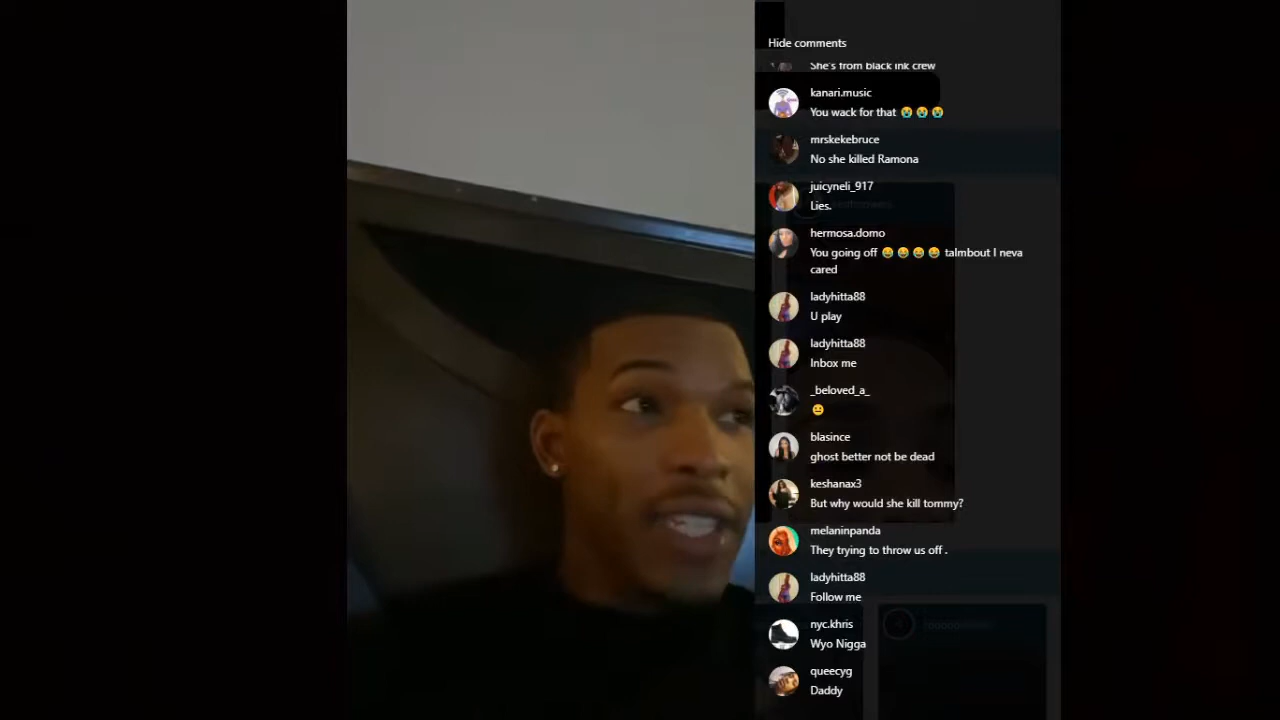 Hide comments
She's from black ink crew
kanari.music
You wack for that 😭 😭 😭
mrskekebruce
No she killed Ramona
juicyneli_917
Lies.
hermosa.domo
You going off 😂 😂 😂 😂 talmbout I neva
cared
ladyhitta88
U play
ladyhitta88
Inbox me
_beloved_a_
😐
blasince
ghost better not be dead
keshanax3
But why would she kill tommy?
melaninpanda
They trying to throw us off .
ladyhitta88
Follow me
nyc.khris
Wyo Nigga
queecyg
Daddy